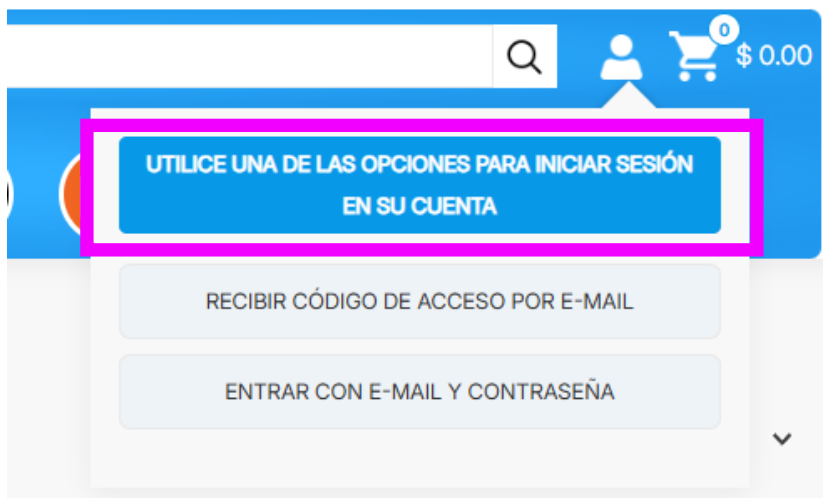 0
$ 0.00
UTILICE UNA DE LAS OPCIONES PARA INICIAR SESIÓN
EN SU CUENTA
RECIBIR CÓDIGO DE ACCESO POR E-MAIL
ENTRAR CON E-MAIL Y CONTRASEÑA